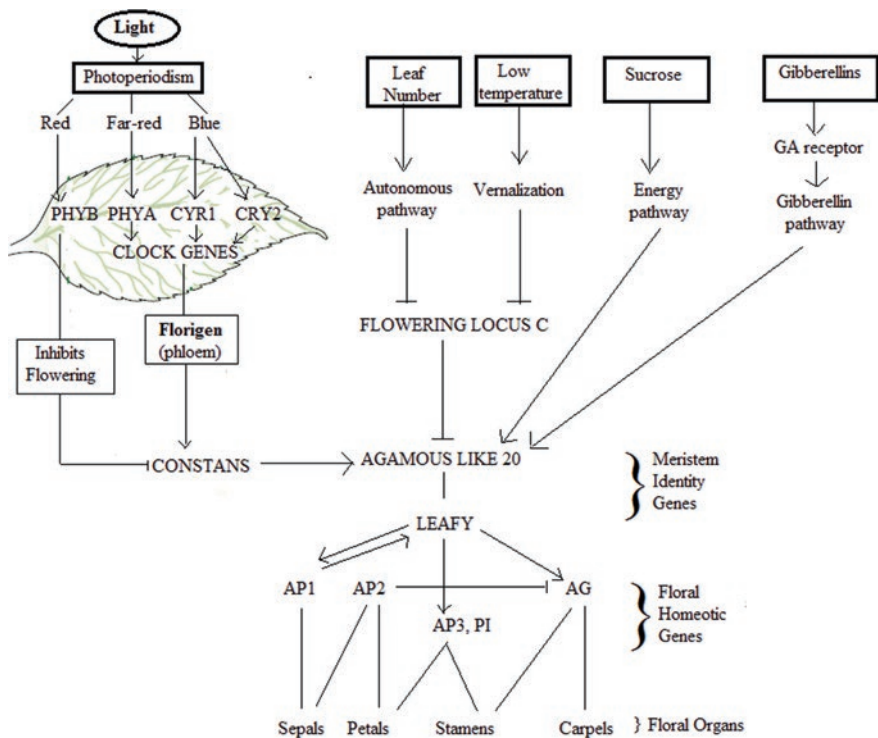 Light
Photoperiodism
Red Far-red Blue
PHYB PHYA CYR1 CRY2
CLOCK GENES
Inhibits
Flowering
Florigen
(phloem)
CONSTANS
Leaf
Number
Low
temperature
Sucrose
Gibberellins
GA receptor
Autonomous
pathway
Vernalization
Energy
pathway
Gibberellin
pathway
FLOWERING LOCUS C
AGAMOUS LIKE 20
Meristem
Identity
Genes
LEAFY
AP1 AP2 AG
AP3, PI
Floral
Homeotic
Genes
Sepals Petals Stamens Carpels
} Floral Organs